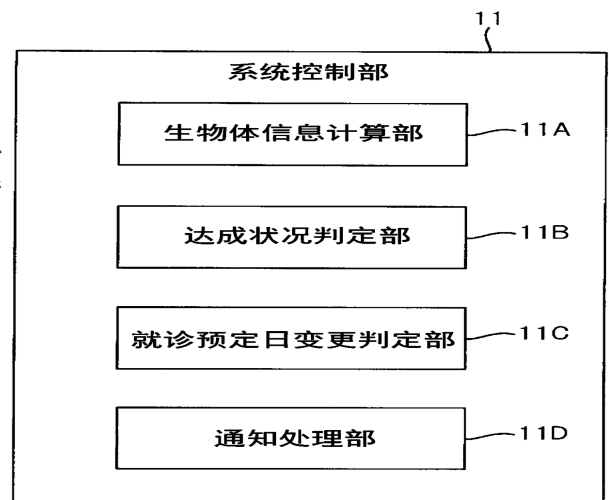 11
系统控制部
生物体信息计算部 11A
达成状况判定部 11B
就诊预定日变更判定部 11C
通知处理部 11D